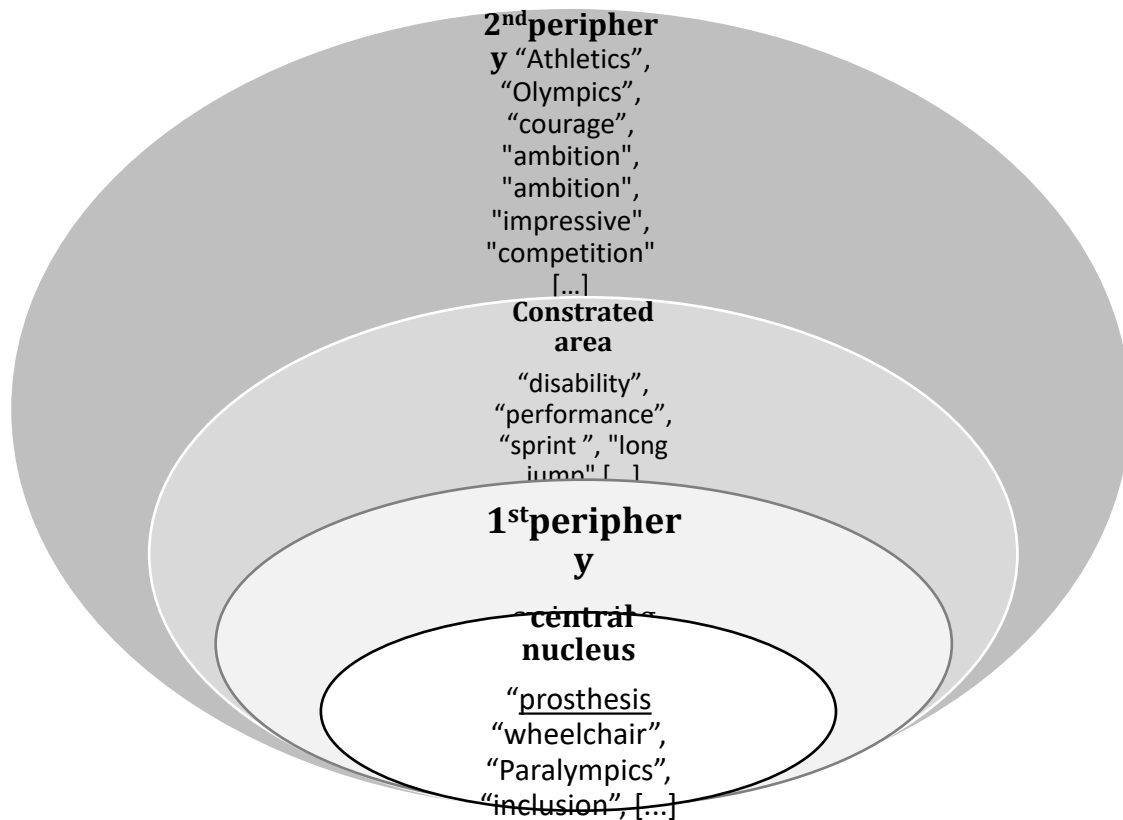 2ndperipher
y “Athletics”,
“Olympics”,
“courage”,
"ambition",
"ambition",
"impressive",
"competition"
[...]
Constrated
area
“disability”,
“performance”,
“sprint ”, "long
jump" [...]
1stperipher
y
central
nucleus
“prosthesis
“wheelchair”,
“Paralympics”,
“inclusion”, [...]